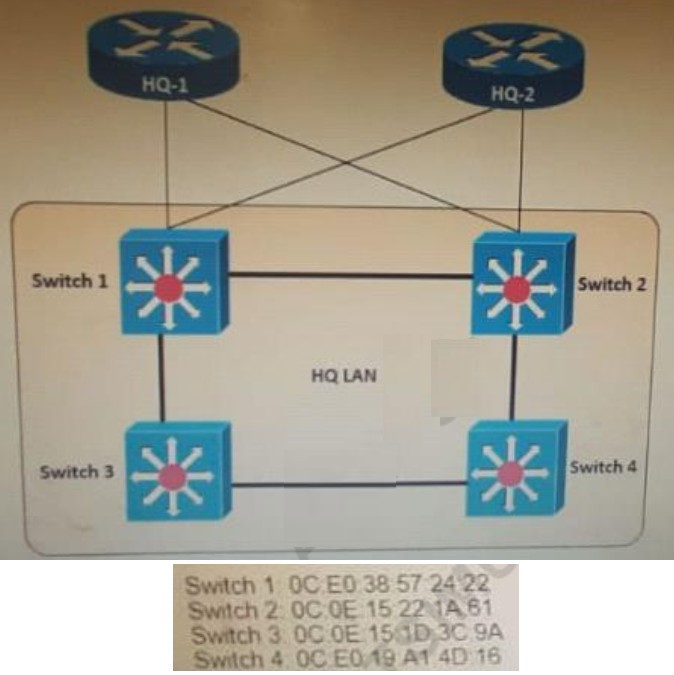 HQ-1
HQ-2
Switch 1
Switch 2
HQ LAN
Switch 3
Switch 4
Switch 1: 0C:E0:38:57:24:22
Switch 2: 0C:0E:15:22:1A:61
Switch 3: 0C:0E:15:1D:3C:9A
Switch 4: 0C:E0:19:A1:4D:16